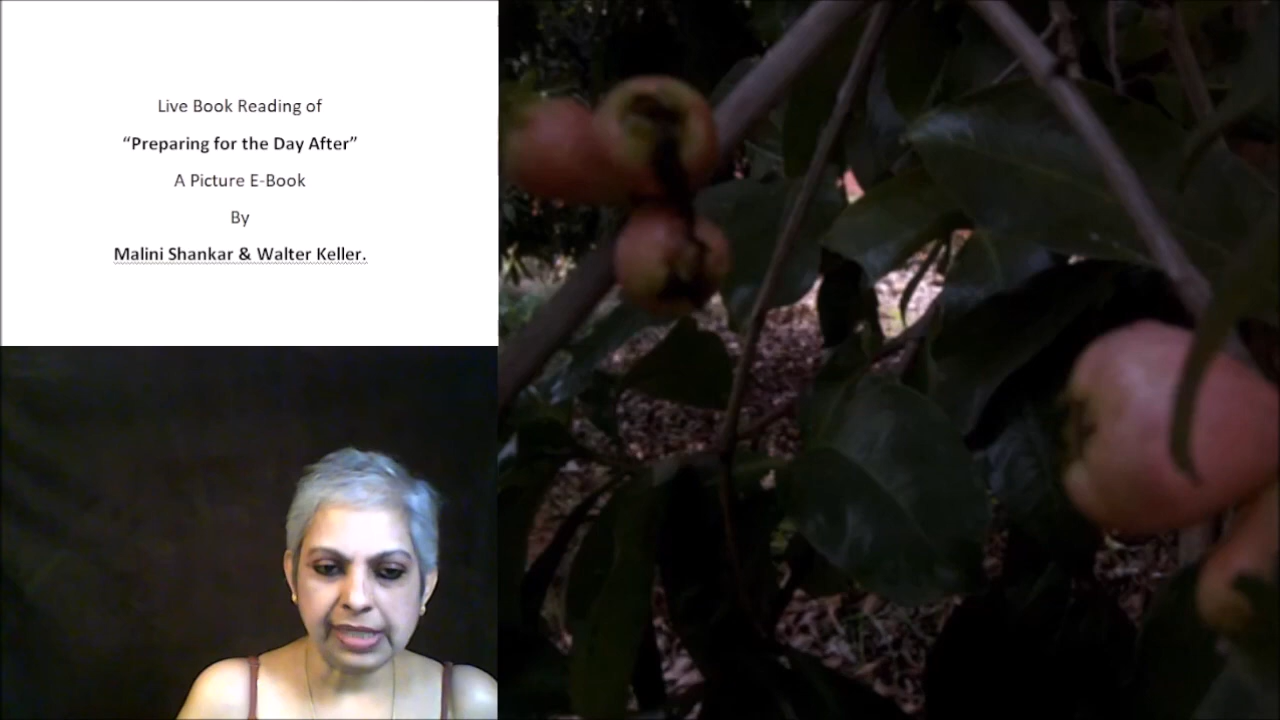 Live Book Reading of
“Preparing for the Day After”
A Picture E-Book
By
Malini Shankar & Walter Keller.